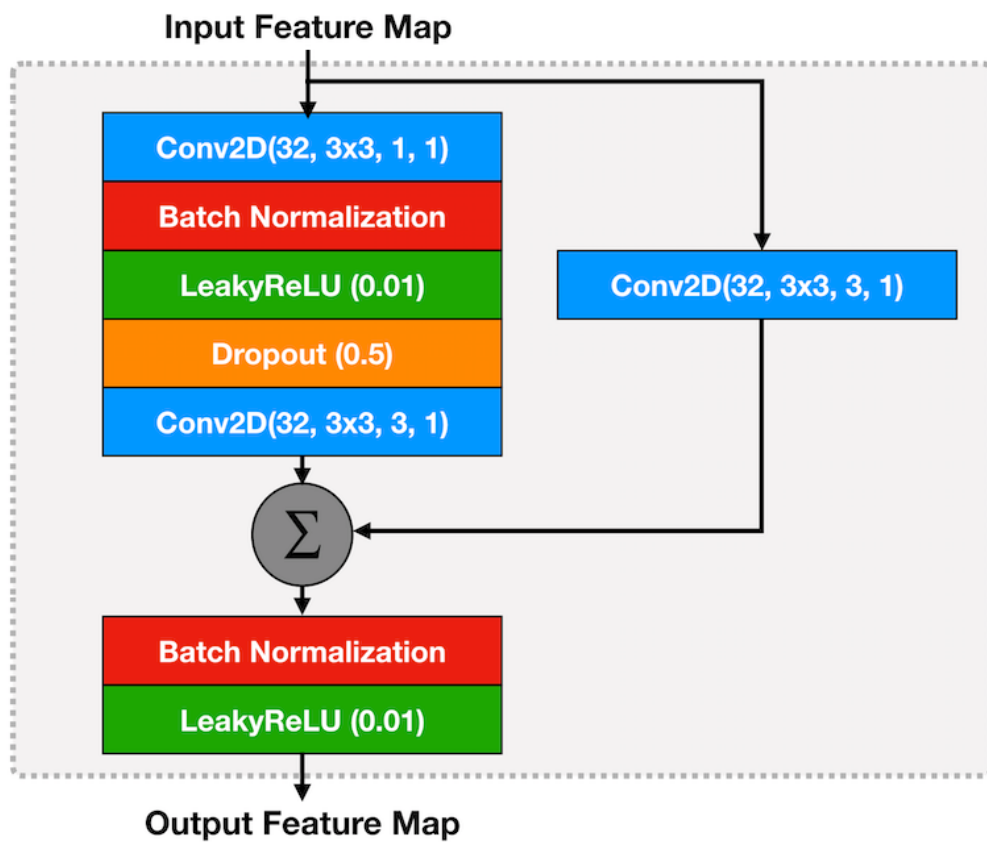 Input Feature Map
Conv2D(32, 3x3, 1, 1)
Batch Normalization
LeakyReLU (0.01)
Dropout (0.5)
Conv2D(32, 3x3, 3, 1)
Conv2D(32, 3x3, 3, 1)
Σ
Batch Normalization
LeakyReLU (0.01)
Output Feature Map